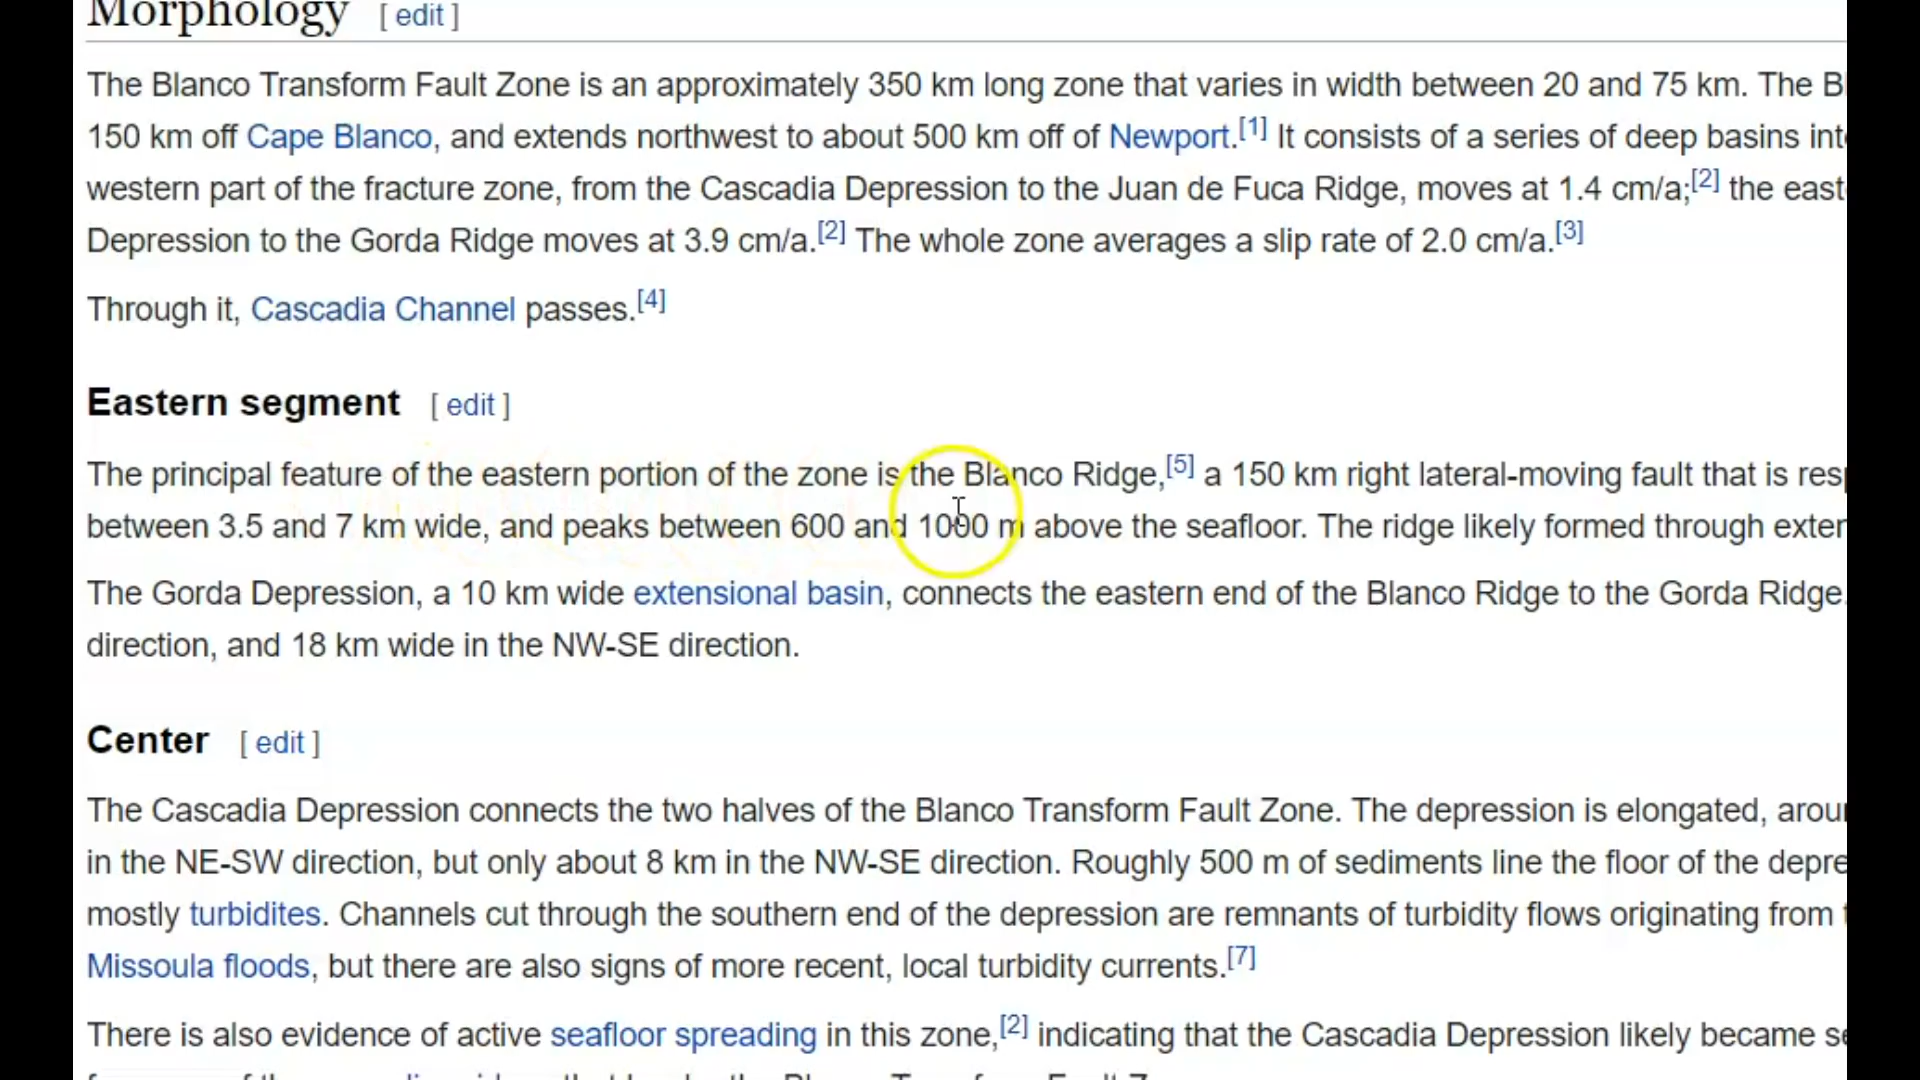 Morphology [ edit ]
The Blanco Transform Fault Zone is an approximately 350 km long zone that varies in width between 20 and 75 km. The
150 km off Cape Blanco, and extends northwest to about 500 km off of Newport.[1] It consists of a series of deep basins
western part of the fracture zone, from the Cascadia Depression to the Juan de Fuca Ridge, moves at 1.4 cm/a;[2] the
Depression to the Gorda Ridge moves at 3.9 cm/a.[2] The whole zone averages a slip rate of 2.0 cm/a.[3]
Through it, Cascadia Channel passes.[4]
Eastern segment [ edit ]
The principal feature of the eastern portion of the zone is the Blanco Ridge,[5] a 150 km right lateral-moving fault that is
between 3.5 and 7 km wide, and peaks between 600 and 1000 m above the seafloor. The ridge likely formed through
The Gorda Depression, a 10 km wide extensional basin, connects the eastern end of the Blanco Ridge to the Gorda Ridge.
direction, and 18 km wide in the NW-SE direction.
Center [ edit ]
The Cascadia Depression connects the two halves of the Blanco Transform Fault Zone. The depression is elongated,
in the NE-SW direction, but only about 8 km in the NW-SE direction. Roughly 500 m of sediments line the floor of the
mostly turbidites. Channels cut through the southern end of the depression are remnants of turbidity flows originating from
Missoula floods, but there are also signs of more recent, local turbidity currents.[7]
There is also evidence of active seafloor spreading in this zone,[2] indicating that the Cascadia Depression likely became